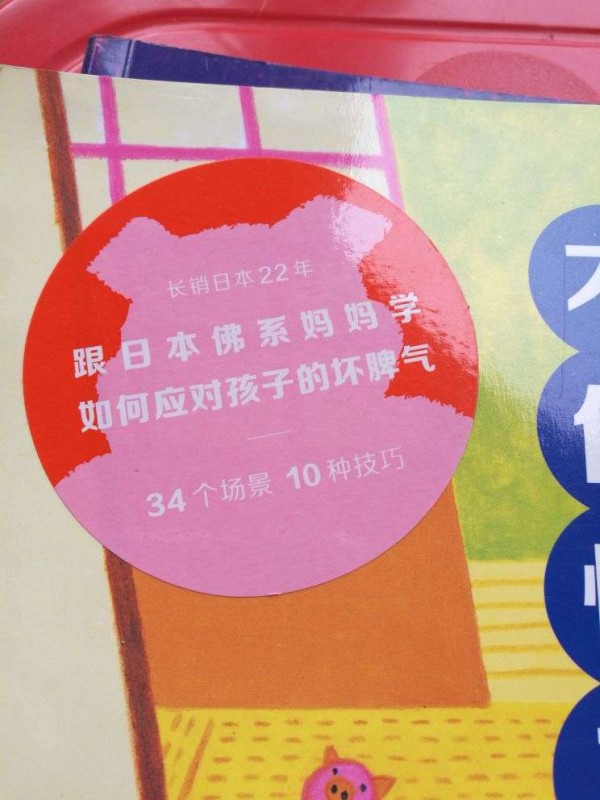 长销日本22年
跟日本佛系妈妈学
如何应对孩子的坏脾气
34个场景 10种技巧